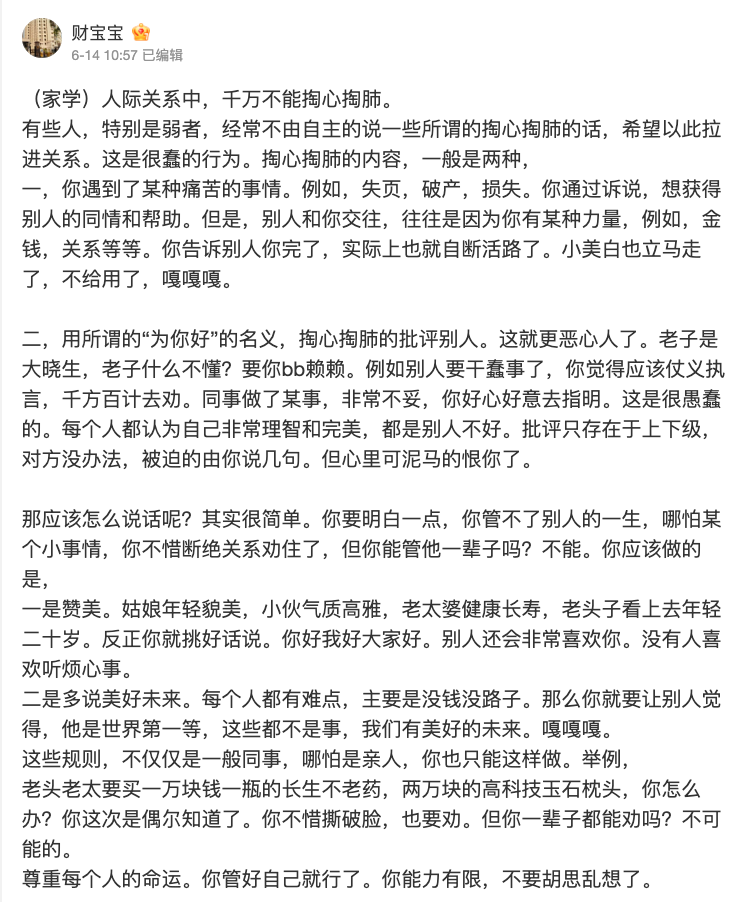 财宝宝
6-14 10:57 已编辑
（家学）人际关系中，千万不能掏心掏肺。
有些人，特别是弱者，经常不由自主的说一些所谓的掏心掏肺的话，希望以此拉
进关系。这是很蠢的行为。掏心掏肺的内容，一般是两种，
一，你遇到了某种痛苦的事情。例如，失页，破产，损失。你通过诉说，想获得
别人的同情和帮助。但是，别人和你交往，往往是因为你有某种力量，例如，金
钱，关系等等。你告诉别人你完了，实际上也就自断活路了。小美白也立马走
了，不给用了，嘎嘎嘎。
二，用所谓的“为你好”的名义，掏心掏肺的批评别人。这就更恶心人了。老子是
大晓生，老子什么不懂？要你bb赖赖。例如别人要干蠢事了，你觉得应该仗义执
言，千方百计去劝。同事做了某事，非常不妥，你好心好意去指明。这是很愚蠢
的。每个人都认为自己非常理智和完美，都是别人不好。批评只存在于上下级，
对方没办法，被迫的由你说几句。但心里可泥马的恨你了。
那应该怎么说话呢？其实很简单。你要明白一点，你管不了别人的一生，哪怕某
个小事情，你不惜断绝关系劝住了，但你能管他一辈子吗？不能。你应该做的
是，
一是赞美。姑娘年轻貌美，小伙气质高雅，老太婆健康长寿，老头子看上去年轻
二十岁。反正你就挑好话说。你好我好大家好。别人还会非常喜欢你。没有人喜
欢听烦心事。
二是多说美好未来。每个人都有难点，主要是没钱没路子。那么你就要让别人觉
得，他是世界第一等，这些都不是事，我们有美好的未来。嘎嘎嘎。
这些规则，不仅仅是一般同事，哪怕是亲人，你也只能这样做。举例，
老头老太要买一万块钱一瓶的长生不老药，两万块的高科技玉石枕头，你怎么
办？你这次是偶尔知道了。你不惜撕破脸，也要劝。但你一辈子都能劝吗？不可
能的。
尊重每个人的命运。你管好自己就行了。你能力有限，不要胡思乱想了。